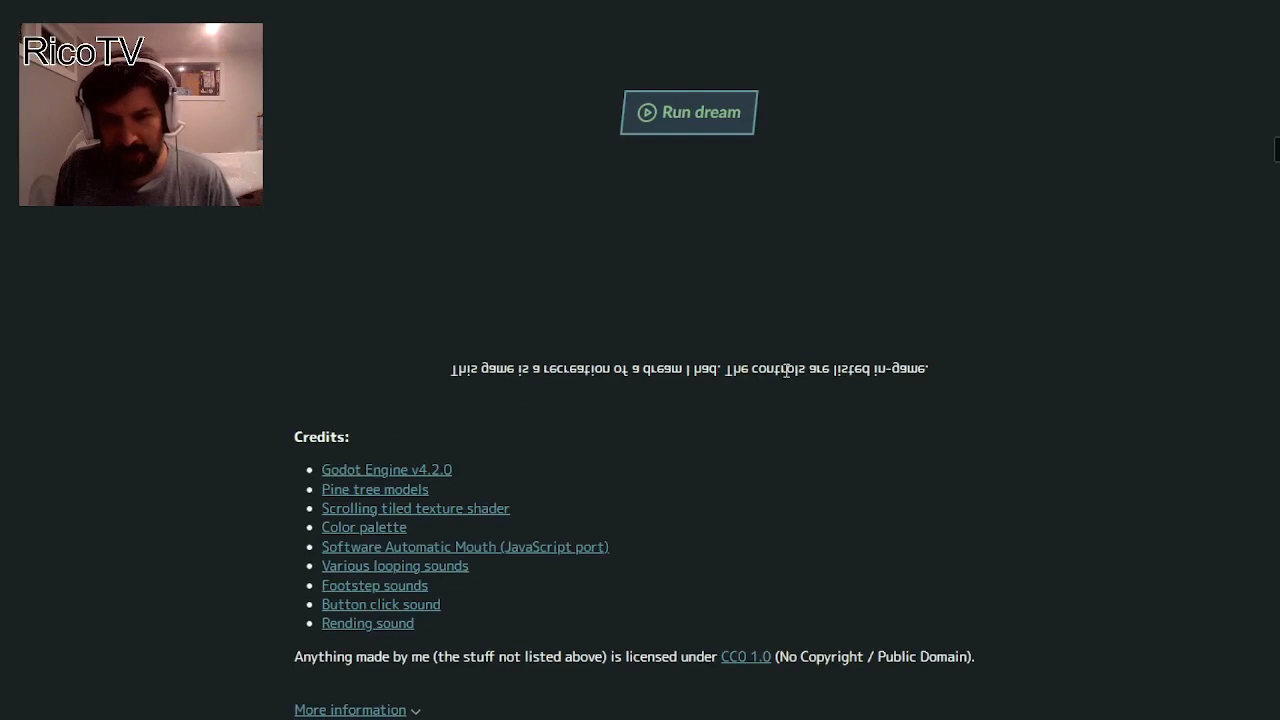 RicoTV
Run dream
This game is a recreation of a dream I had. The controls are listed in-game.
Credits:
Godot Engine v4.2.0
Pine tree models
Scrolling tiled texture shader
Color palette
Software Automatic Mouth (JavaScript port)
Various looping sounds
Footstep sounds
Button click sound
Rending sound
Anything made by me (the stuff not listed above) is licensed under CC0 1.0 (No Copyright / Public Domain).
More information